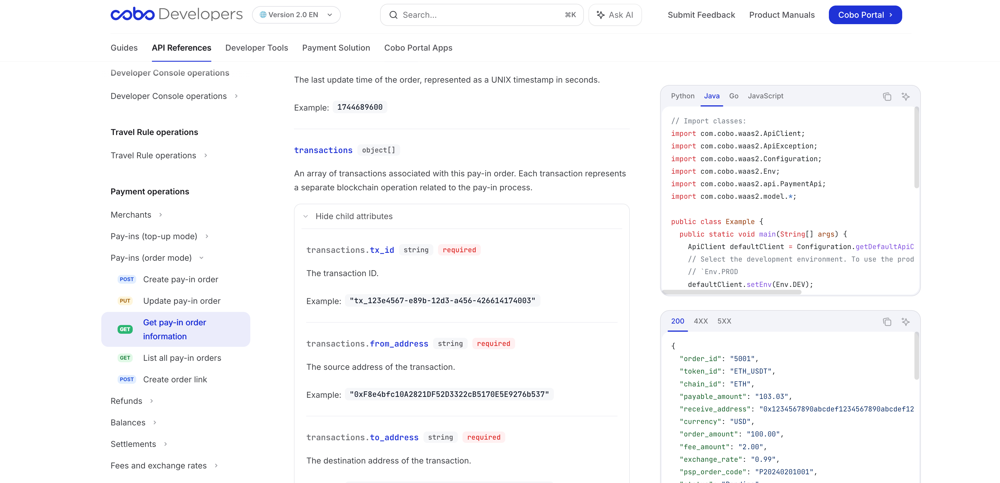 cobo Developers
Version 2.0 EN
Search...
⌘K
Ask AI
Submit Feedback
Product Manuals
Cobo Portal
Guides
API References
Developer Tools
Payment Solution
Cobo Portal Apps
Developer Console operations
Developer Console operations
Travel Rule operations
Travel Rule operations
Payment operations
Merchants
Pay-ins (top-up mode)
Pay-ins (order mode)
POST Create pay-in order
PUT Update pay-in order
GET Get pay-in order
information
GET List all pay-in orders
POST Create order link
Refunds
Balances
Settlements
Fees and exchange rates
The last update time of the order, represented as a UNIX timestamp in seconds.
Example: 1744689600
transactions object[]
An array of transactions associated with this pay-in order. Each transaction represents
a separate blockchain operation related to the pay-in process.
Hide child attributes
transactions.tx_id string required
The transaction ID.
Example: "tx_123e4567-e89b-12d3-a456-426614174003"
transactions.from_address string required
The source address of the transaction.
Example: "0xF8e4bfc10A2821DF52D3322cB5170E5E9276b537"
transactions.to_address string required
The destination address of the transaction.
Python Java Go JavaScript
// Import classes:
import com.cobo.waas2.ApiClient;
import com.cobo.waas2.ApiException;
import com.cobo.waas2.Configuration;
import com.cobo.waas2.Env;
import com.cobo.waas2.api.PaymentApi;
import com.cobo.waas2.model.*;
public class Example {
public static void main(String[] args) {
ApiClient defaultClient = Configuration.getDefaultApiC
// Select the development environment. To use the prod
// `Env.PROD
defaultClient.setEnv(Env.DEV);
200 4XX 5XX
{
"order_id": "5001",
"token_id": "ETH_USDT",
"chain_id": "ETH",
"payable_amount": "103.03",
"receive_address": "0x1234567890abcdef1234567890abcdef12
"currency": "USD",
"order_amount": "100.00",
"fee_amount": "2.00",
"exchange_rate": "0.99",
"psp_order_code": "P20240201001",